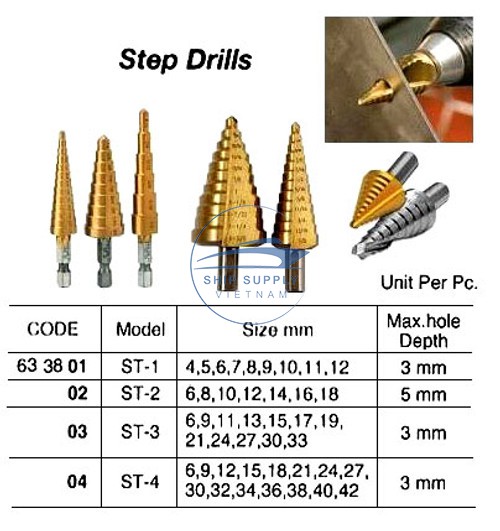 Step Drills
SHIP SUPPLY
VIETNAM
Unit Per Pc.
CODE Model Size mm Max.hole Depth
63 38 01 ST-1 4,5,6,7,8,9,10,11,12 3 mm
02 ST-2 6,8,10,12,14,16,18 5 mm
03 ST-3 6,9,11,13,15,17,19,
21,24,27,30,33 3 mm
04 ST-4 6,9,12,15,18,21,24,27,
30,32,34,36,38,40,42 3 mm